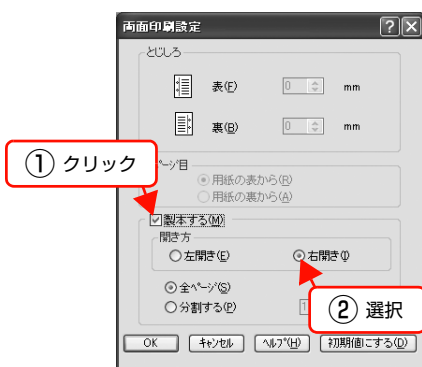 両面印刷設定
とじしろ
表(F) 0 mm
裏(B) 0 mm
① クリック
ページ目
用紙の表から(R)
用紙の裏から(A)
製本する(M)
開き方
左開き(E) 右開き(I)
全ページ(S)
分割する(P) 1
② 選択
OK キャンセル ヘルプ(H) 初期値にする(D)